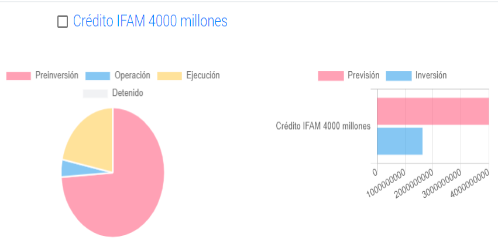 Crédito IFAM 4000 millones
Preinversión Operación Ejecución
Detenido
Previsión Inversión
Crédito IFAM 4000 millones
0 1000000000 2000000000 3000000000 4000000000